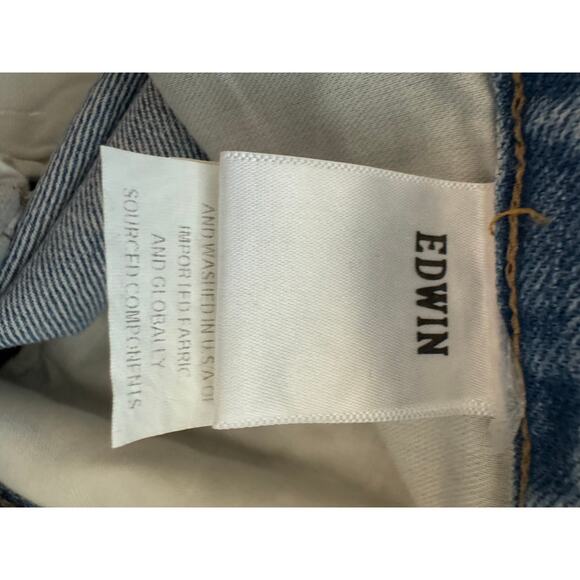 EDWIN
AND WASHED IN U.S.A OF
IMPORTED FABRIC
AND GLOBALLY
SOURCED COMPONENTS